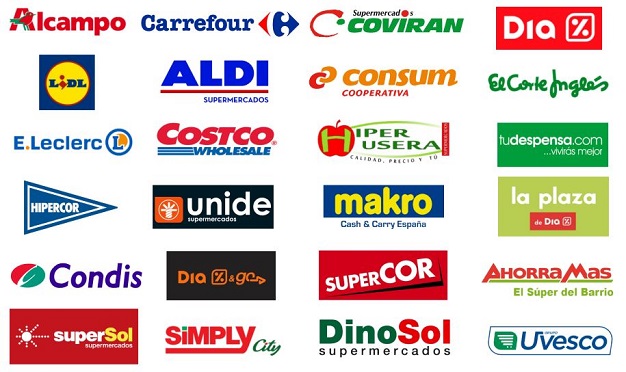 Alcampo
Carrefour
Supermercados
COVIRAN
DIA %
LIDL
ALDI
SUPERMERCADOS
consum
COOPERATIVA
El Corte Inglés
E.Leclerc L
COSTCO
WHOLESALE
HIPER
USERA
CALIDAD, PRECIO Y TÚ
tudespensa.com
...vivirás mejor
HIPERCOR
unide
supermercados
makro
Cash & Carry España
la plaza
de DIA %
Condis
DIA % & go
SUPERCOR
AHORRAMAS
El Súper del Barrio
superSol
supermercados
SiMPLY City
DinoSol
supermercados
GRUPO
Uvesco